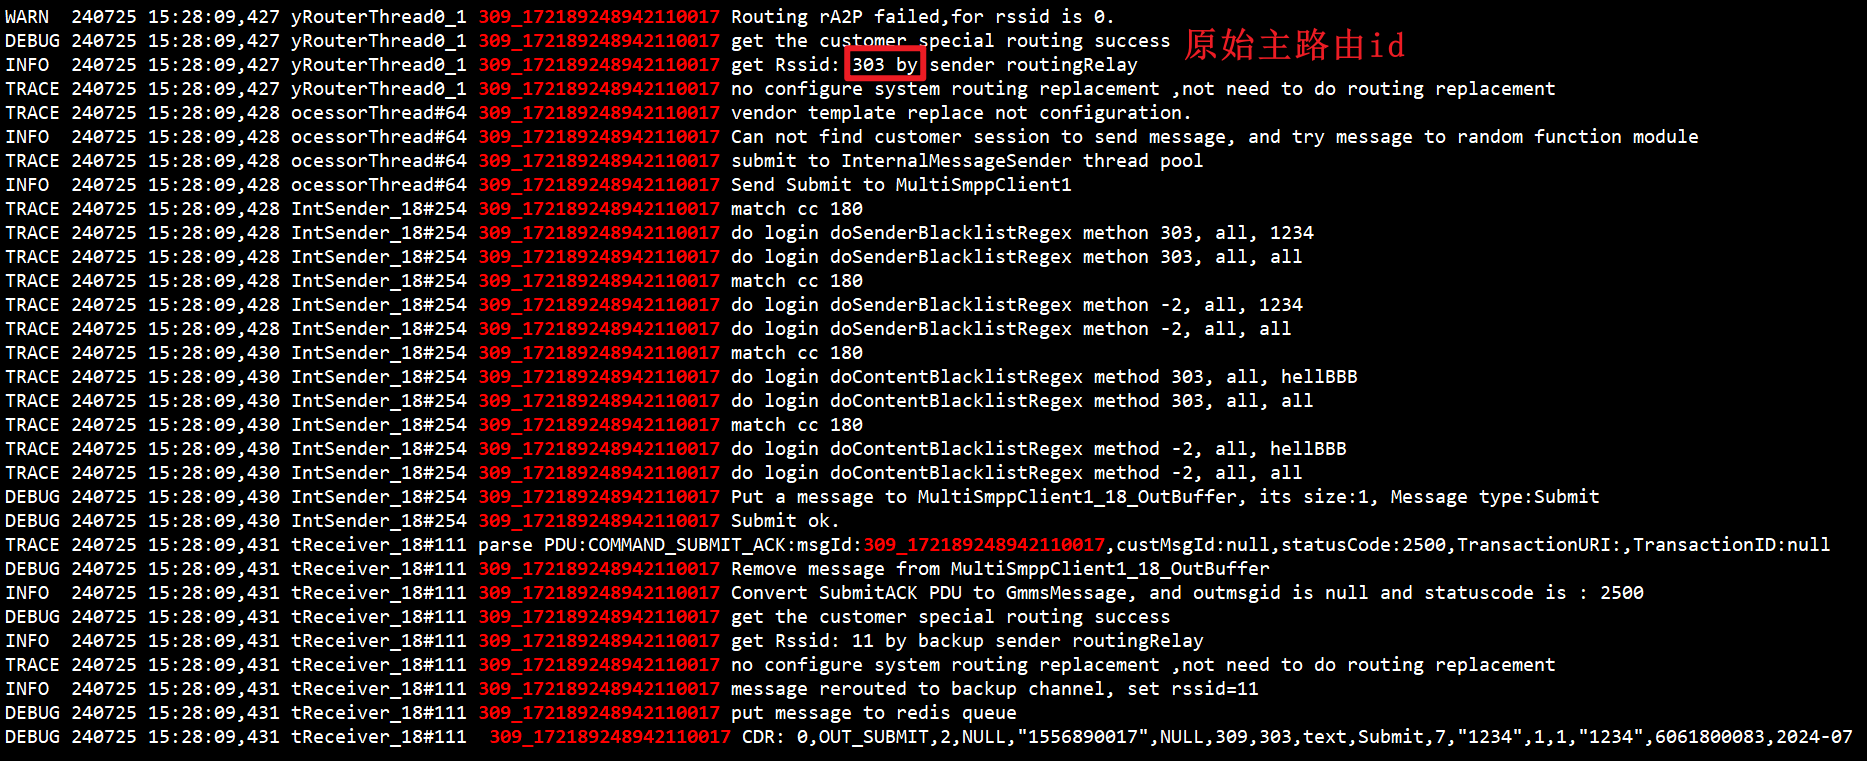 WARN 240725 15:28:09,427 yRouterThread0_1 309_172189248942110017 Routing rA2P failed,for rssid is 0.
DEBUG 240725 15:28:09,427 yRouterThread0_1 309_172189248942110017 get the customer special routing success 原始主路由id
INFO 240725 15:28:09,427 yRouterThread0_1 309_172189248942110017 get Rssid: 303 by sender routingRelay
TRACE 240725 15:28:09,427 yRouterThread0_1 309_172189248942110017 no configure system routing replacement ,not need to do routing replacement
TRACE 240725 15:28:09,428 ocessorThread#64 309_172189248942110017 vendor template replace not configuration.
INFO 240725 15:28:09,428 ocessorThread#64 309_172189248942110017 Can not find customer session to send message, and try message to random function module
TRACE 240725 15:28:09,428 ocessorThread#64 309_172189248942110017 submit to InternalMessageSender thread pool
INFO 240725 15:28:09,428 ocessorThread#64 309_172189248942110017 Send Submit to MultiSmppClient1
TRACE 240725 15:28:09,428 IntSender_18#254 309_172189248942110017 match cc 180
TRACE 240725 15:28:09,428 IntSender_18#254 309_172189248942110017 do login doSenderBlacklistRegex methon 303, all, 1234
TRACE 240725 15:28:09,428 IntSender_18#254 309_172189248942110017 do login doSenderBlacklistRegex methon 303, all, all
TRACE 240725 15:28:09,428 IntSender_18#254 309_172189248942110017 match cc 180
TRACE 240725 15:28:09,428 IntSender_18#254 309_172189248942110017 do login doSenderBlacklistRegex methon -2, all, 1234
TRACE 240725 15:28:09,428 IntSender_18#254 309_172189248942110017 do login doSenderBlacklistRegex methon -2, all, all
TRACE 240725 15:28:09,430 IntSender_18#254 309_172189248942110017 match cc 180
TRACE 240725 15:28:09,430 IntSender_18#254 309_172189248942110017 do login doContentBlacklistRegex method 303, all, hellBBB
TRACE 240725 15:28:09,430 IntSender_18#254 309_172189248942110017 do login doContentBlacklistRegex method 303, all, all
TRACE 240725 15:28:09,430 IntSender_18#254 309_172189248942110017 match cc 180
TRACE 240725 15:28:09,430 IntSender_18#254 309_172189248942110017 do login doContentBlacklistRegex method -2, all, hellBBB
TRACE 240725 15:28:09,430 IntSender_18#254 309_172189248942110017 do login doContentBlacklistRegex method -2, all, all
DEBUG 240725 15:28:09,430 IntSender_18#254 309_172189248942110017 Put a message to MultiSmppClient1_18_OutBuffer, its size:1, Message type:Submit
DEBUG 240725 15:28:09,430 IntSender_18#254 309_172189248942110017 Submit ok.
TRACE 240725 15:28:09,431 tReceiver_18#111 parse PDU:COMMAND_SUBMIT_ACK:msgId:309_172189248942110017,custMsgId:null,statusCode:2500,TransactionURI:,TransactionID:null
DEBUG 240725 15:28:09,431 tReceiver_18#111 309_172189248942110017 Remove message from MultiSmppClient1_18_OutBuffer
INFO 240725 15:28:09,431 tReceiver_18#111 309_172189248942110017 Convert SubmitACK PDU to GmmsMessage, and outmsgid is null and statuscode is : 2500
DEBUG 240725 15:28:09,431 tReceiver_18#111 309_172189248942110017 get the customer special routing success
INFO 240725 15:28:09,431 tReceiver_18#111 309_172189248942110017 get Rssid: 11 by backup sender routingRelay
TRACE 240725 15:28:09,431 tReceiver_18#111 309_172189248942110017 no configure system routing replacement ,not need to do routing replacement
INFO 240725 15:28:09,431 tReceiver_18#111 309_172189248942110017 message rerouted to backup channel, set rssid=11
DEBUG 240725 15:28:09,431 tReceiver_18#111 309_172189248942110017 put message to redis queue
DEBUG 240725 15:28:09,431 tReceiver_18#111 309_172189248942110017 CDR: 0,OUT_SUBMIT,2,NULL,"1556890017",NULL,309,303,text,Submit,7,"1234",1,1,"1234",6061800083,2024-07